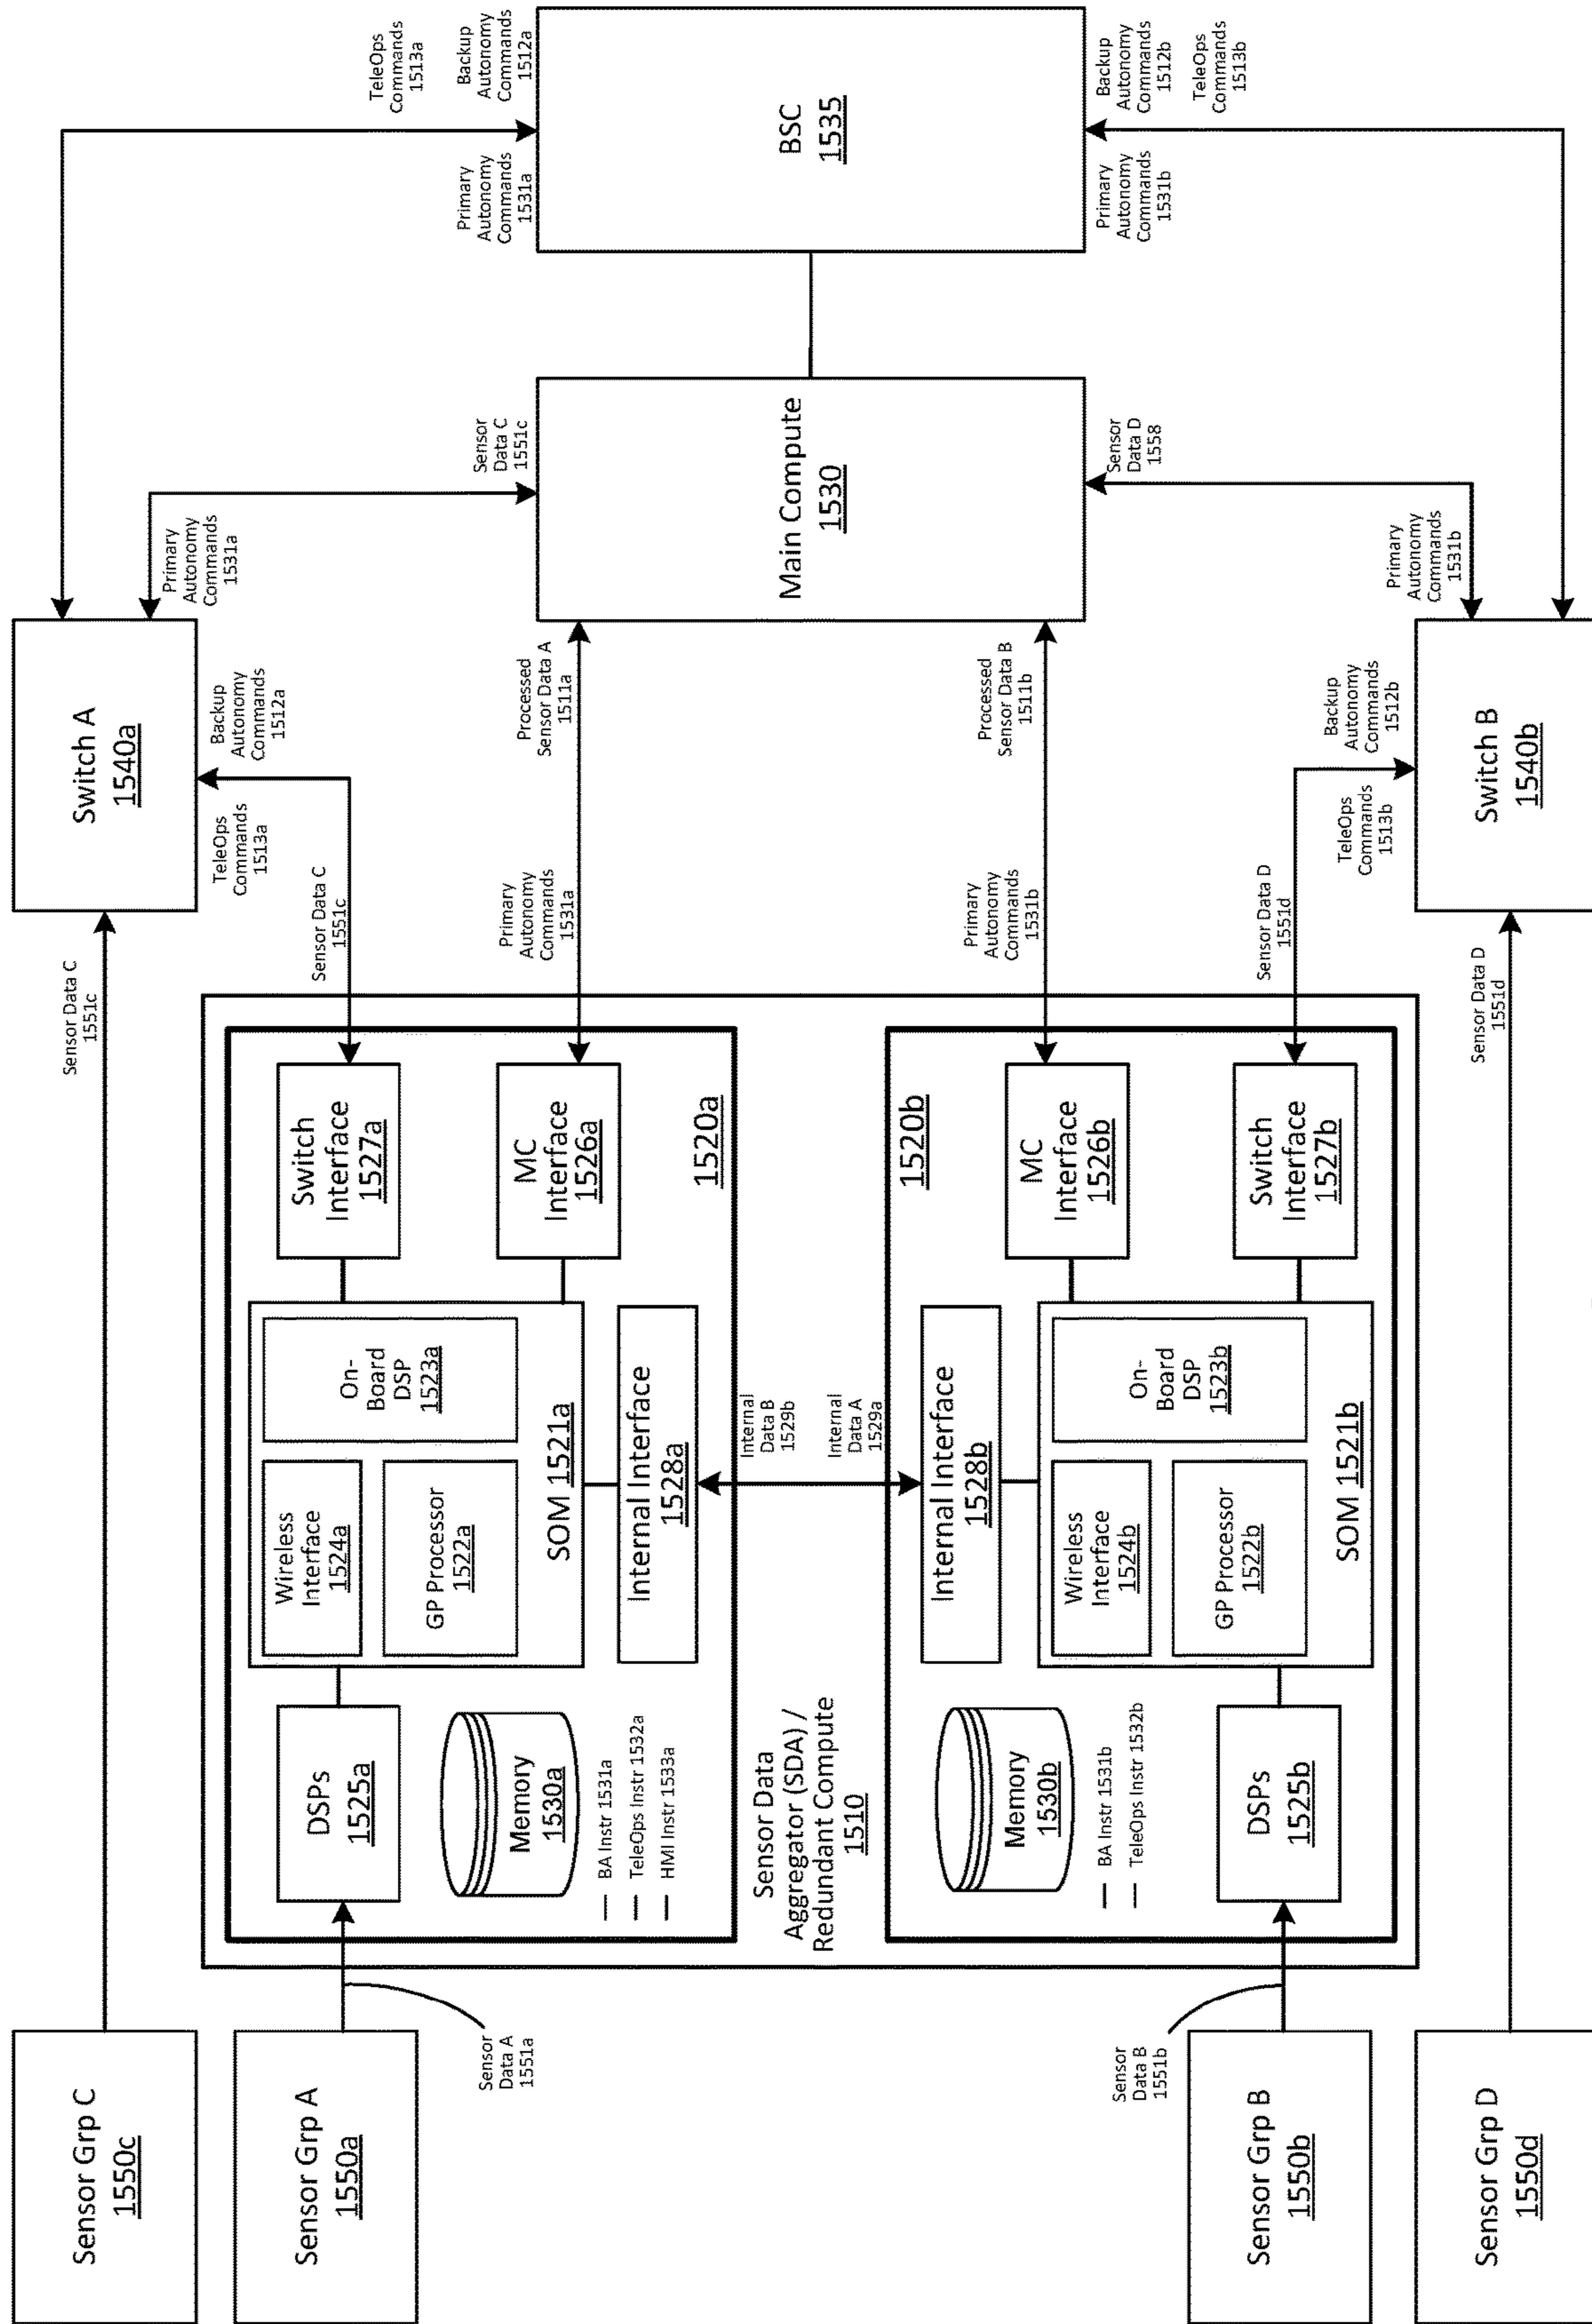 Sensor Grp C
1550c
Sensor Data C
1551c
Switch A
1540a
TeleOps
Commands
1513a
Sensor Grp A
1550a
Sensor
Data A
1551a
DSPs
1525a
Memory
1530a
BA Instr 1531a
TeleOps Instr 1532a
HMI Instr 1533a
Wireless
Interface
1524a
GP Processor
1522a
On-
Board
DSP
1523a
SOM 1521a
Internal Interface
1528a
Switch
Interface
1527a
MC
Interface
1526a
1520a
Sensor Data C
1551c
TeleOps
Commands
1513a
Backup
Autonomy
Commands
1512a
Primary
Autonomy
Commands
1531a
Processed
Sensor Data A
1511a
Primary
Autonomy
Commands
1531a
Sensor
Data C
1551c
Primary
Autonomy
Commands
1531a
Backup
Autonomy
Commands
1512a
Sensor Data
Aggregator (SDA) /
Redundant Compute
1510
Internal
Data B
1529b
Internal
Data A
1529a
Main Compute
1530
BSC
1535
1520b
Internal Interface
1528b
Memory
1530b
BA Instr 1531b
TeleOps Instr 1532b
Wireless
Interface
1524b
GP Processor
1522b
On-
Board
DSP
1523b
SOM 1521b
MC
Interface
1526b
Switch
Interface
1527b
DSPs
1525b
Primary
Autonomy
Commands
1531b
Processed
Sensor Data B
1511b
Sensor
Data D
1558
Primary
Autonomy
Commands
1531b
Backup
Autonomy
Commands
1512b
TeleOps
Commands
1513b
Sensor
Data B
1551b
Sensor Grp B
1550b
Sensor Data D
1551d
TeleOps
Commands
1513b
Backup
Autonomy
Commands
1512b
Primary
Autonomy
Commands
1531b
Sensor Grp D
1550d
Sensor Data D
1551d
Switch B
1540b